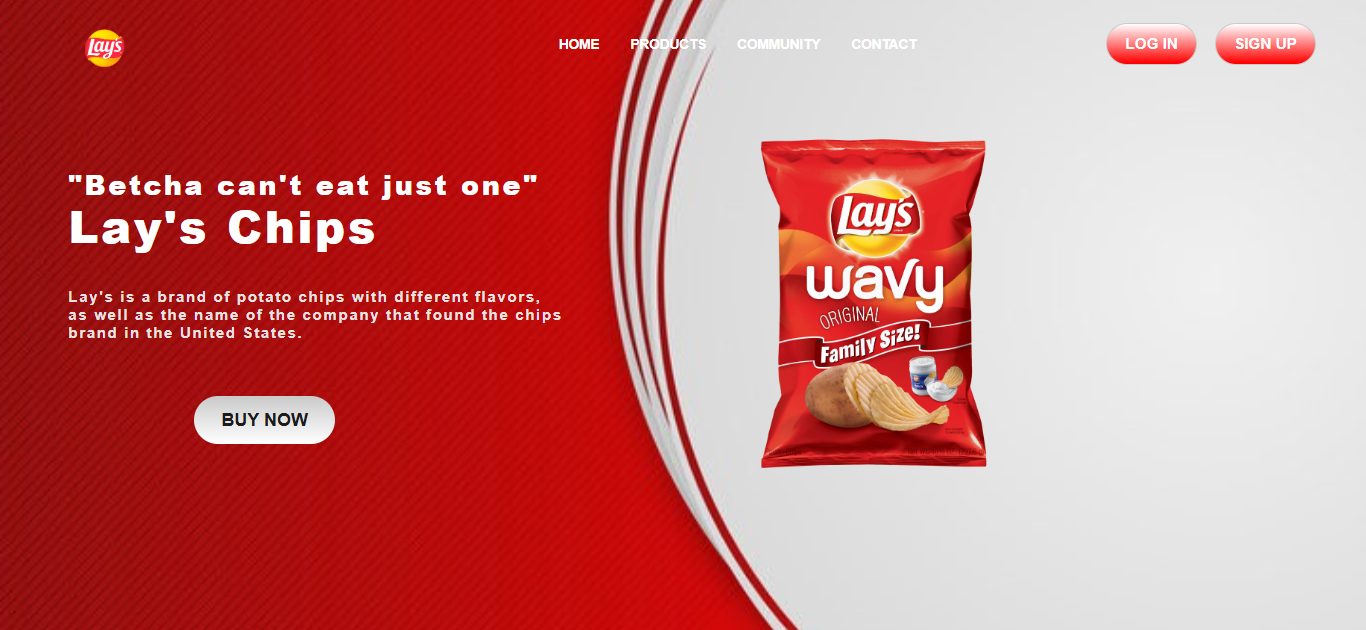 Lay's
HOME PRODUCTS COMMUNITY CONTACT
LOG IN SIGN UP
"Betcha can't eat just one"
Lay's Chips
Lay's is a brand of potato chips with different flavors,
as well as the name of the company that found the chips
brand in the United States.
BUY NOW
Lay's
wavy
ORIGINAL
Family Size!